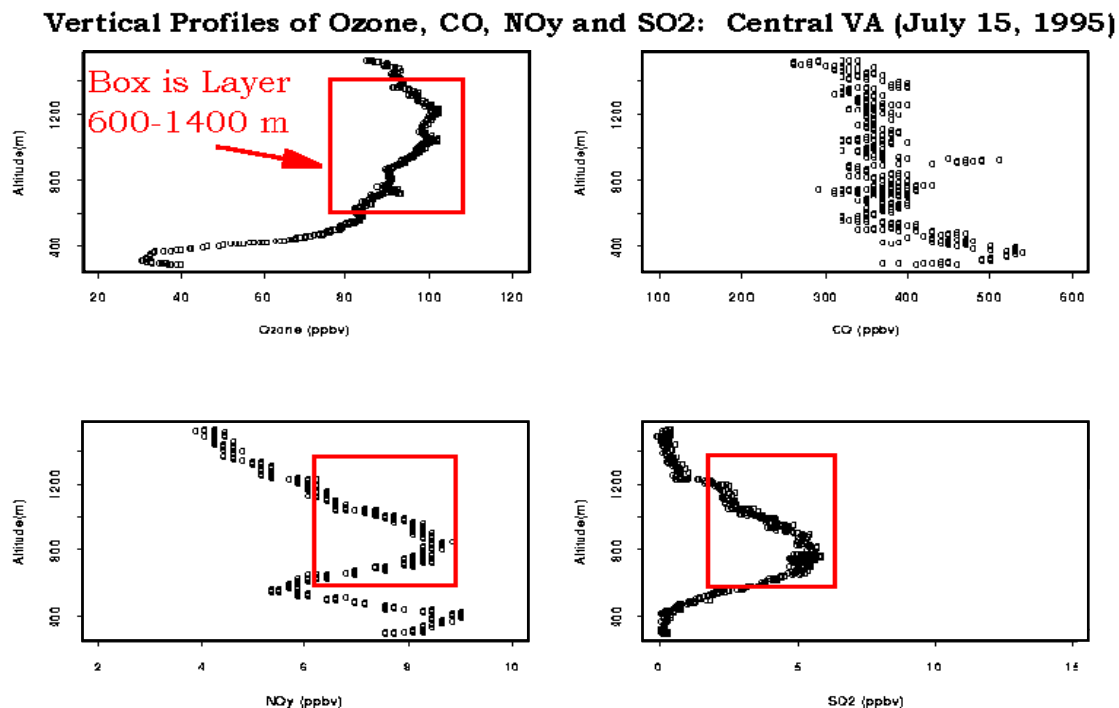 Vertical Profiles of Ozone, CO, NOy and SO2: Central VA (July 15, 1995)
Box is Layer
600-1400 m
Altitude(m)
400
800
1200
20 40 60 80 100 120
Ozone (ppbv)
Altitude(m)
400
800
1200
100 200 300 400 500 600
CO (ppbv)
Altitude(m)
400
800
1200
2 4 6 8 10
NOy (ppbv)
Altitude(m)
400
800
1200
0 5 10 15
SO2 (ppbv)